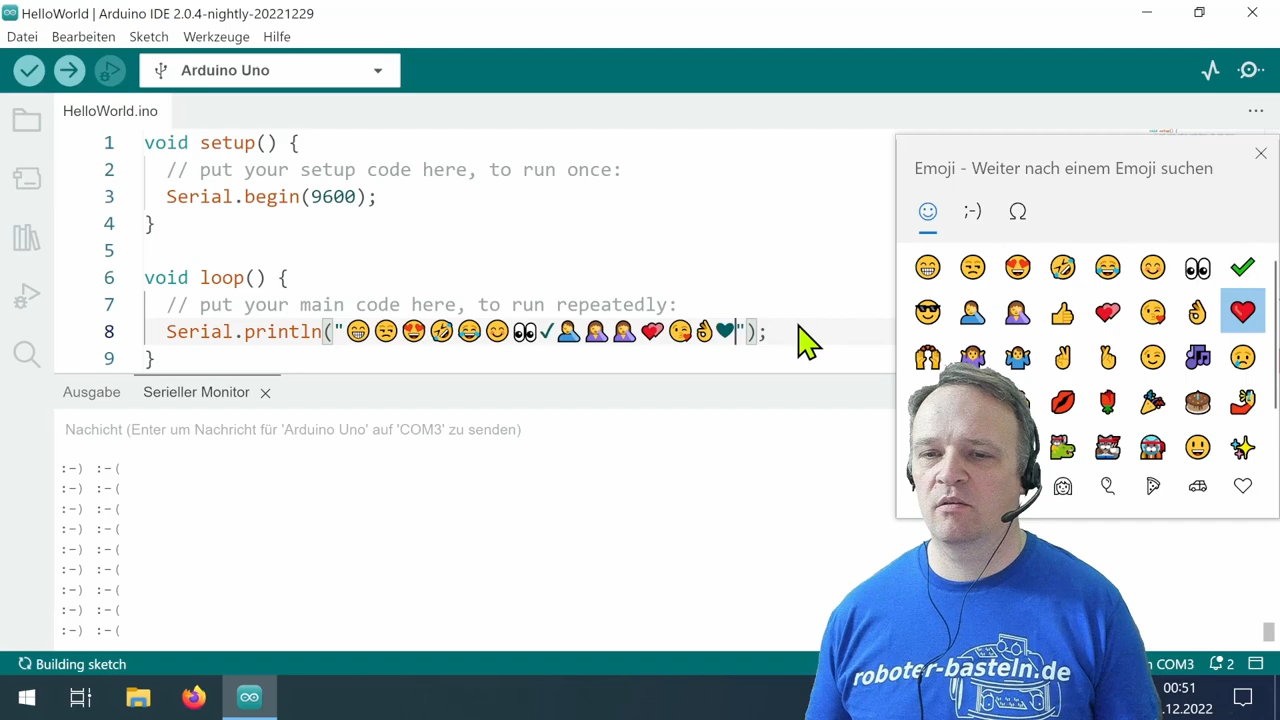 HelloWorld | Arduino IDE 2.0.4-nightly-20221229
Datei Bearbeiten Sketch Werkzeuge Hilfe
Arduino Uno
HelloWorld.ino
1 void setup() {
2 // put your setup code here, to run once:
3 Serial.begin(9600);
4 }
5
6 void loop() {
7 // put your main code here, to run repeatedly:
8 Serial.println("😁😒😍🤣😂😊👀✔🤦‍♂️🤦‍♀️🤦‍♀️💕😘👌❤");
9 }
Emoji - Weiter nach einem Emoji suchen
;-) Ω
Ausgabe Serieller Monitor
Nachricht (Enter um Nachricht für 'Arduino Uno' auf 'COM3' zu senden)
:-) :-(
:-) :-(
:-) :-(
:-) :-(
:-) :-(
:-) :-(
:-) :-(
:-) :-(
:-) :-(
roboter-basteln.de
Building sketch
COM3 2
00:51
.12.2022